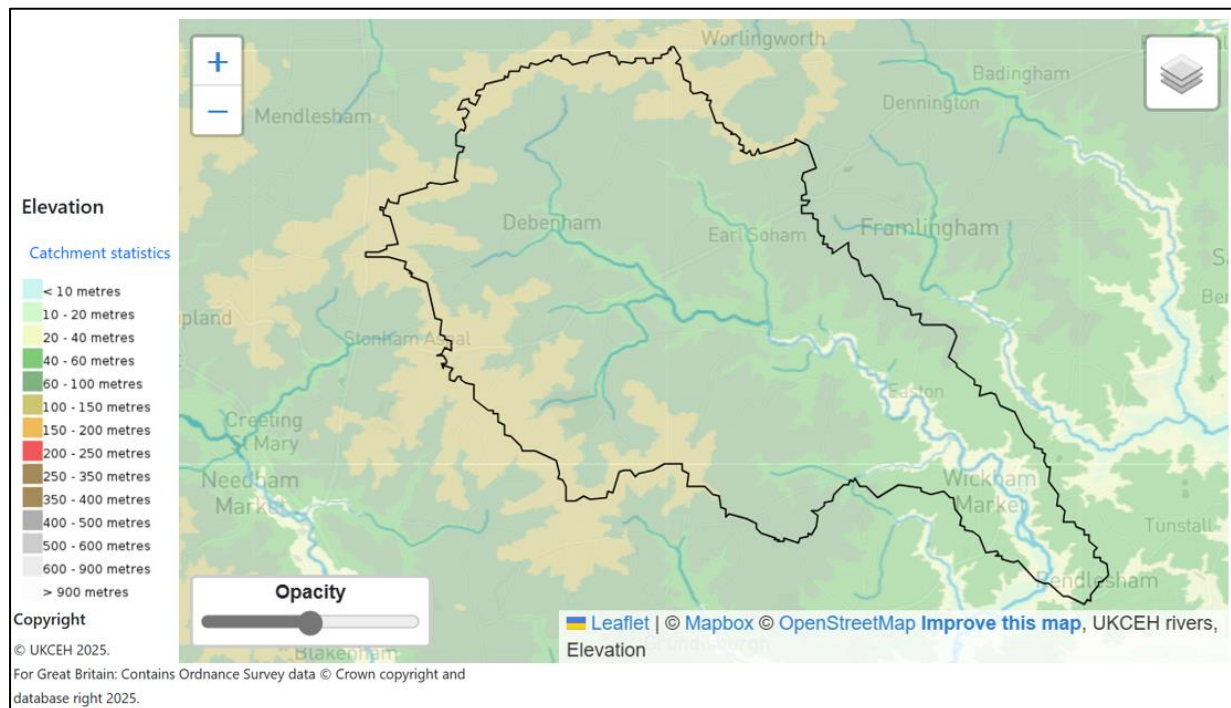 Elevation
Catchment statistics
< 10 metres
10 - 20 metres
20 - 40 metres
40 - 60 metres
60 - 100 metres
100 - 150 metres
150 - 200 metres
200 - 250 metres
250 - 350 metres
350 - 400 metres
400 - 500 metres
500 - 600 metres
600 - 900 metres
> 900 metres
Copyright
© UKCEH 2025.
For Great Britain: Contains Ordnance Survey data © Crown copyright and
database right 2025.
+
−
Worlingworth
Badingham
Dennington
Mendlesham
Debenham
Earl Soham
Framlingham
upland
Stonham Aspal
Creeting
Mary
Easton
Needham
Market
Wickham
Market
Tunstall
Rendlesham
Blakenham
Grundisburgh
Opacity
Leaflet | © Mapbox © OpenStreetMap Improve this map, UKCEH rivers,
Elevation